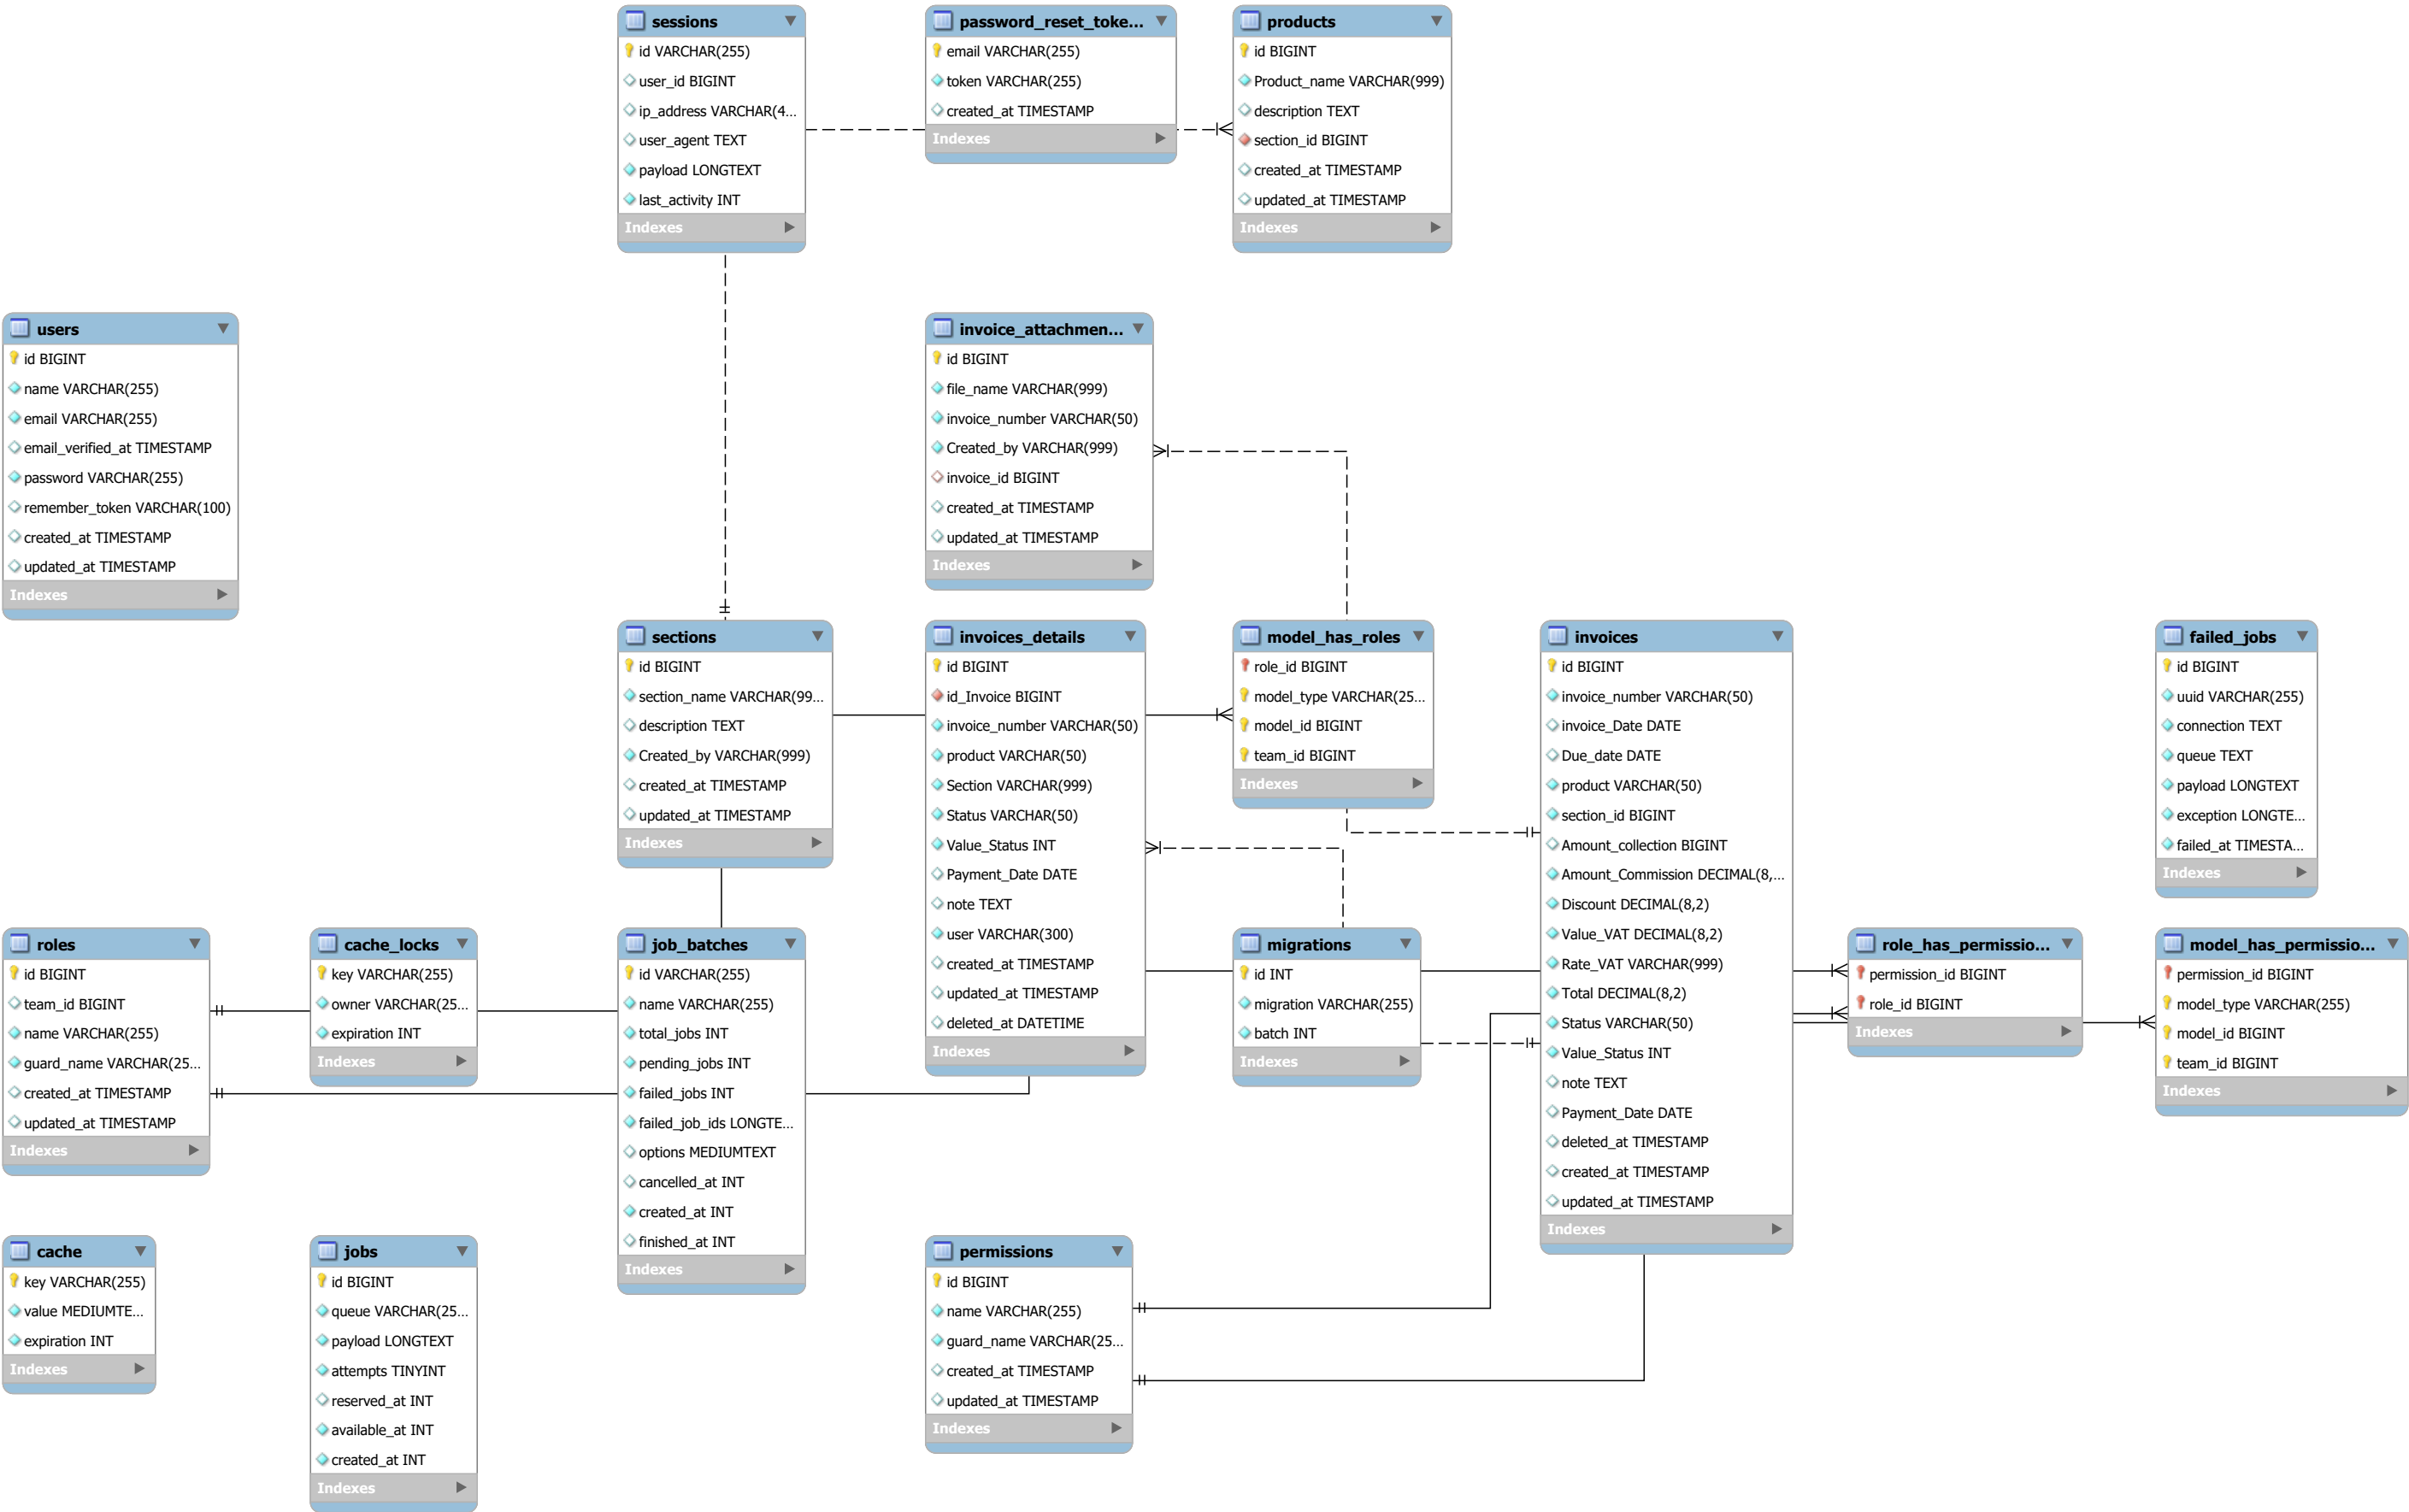 sessions
id VARCHAR(255)
user_id BIGINT
ip_address VARCHAR(4...
user_agent TEXT
payload LONGTEXT
last_activity INT
Indexes
password_reset_toke...
email VARCHAR(255)
token VARCHAR(255)
created_at TIMESTAMP
Indexes
products
id BIGINT
Product_name VARCHAR(999)
description TEXT
section_id BIGINT
created_at TIMESTAMP
updated_at TIMESTAMP
Indexes
users
id BIGINT
name VARCHAR(255)
email VARCHAR(255)
email_verified_at TIMESTAMP
password VARCHAR(255)
remember_token VARCHAR(100)
created_at TIMESTAMP
updated_at TIMESTAMP
Indexes
invoice_attachmen...
id BIGINT
file_name VARCHAR(999)
invoice_number VARCHAR(50)
Created_by VARCHAR(999)
invoice_id BIGINT
created_at TIMESTAMP
updated_at TIMESTAMP
Indexes
sections
id BIGINT
section_name VARCHAR(99...
description TEXT
Created_by VARCHAR(999)
created_at TIMESTAMP
updated_at TIMESTAMP
Indexes
invoices_details
id BIGINT
id_Invoice BIGINT
invoice_number VARCHAR(50)
product VARCHAR(50)
Section VARCHAR(999)
Status VARCHAR(50)
Value_Status INT
Payment_Date DATE
note TEXT
user VARCHAR(300)
created_at TIMESTAMP
updated_at TIMESTAMP
deleted_at DATETIME
Indexes
model_has_roles
role_id BIGINT
model_type VARCHAR(25...
model_id BIGINT
team_id BIGINT
Indexes
invoices
id BIGINT
invoice_number VARCHAR(50)
invoice_Date DATE
Due_date DATE
product VARCHAR(50)
section_id BIGINT
Amount_collection BIGINT
Amount_Commission DECIMAL(8,...
Discount DECIMAL(8,2)
Value_VAT DECIMAL(8,2)
Rate_VAT VARCHAR(999)
Total DECIMAL(8,2)
Status VARCHAR(50)
Value_Status INT
note TEXT
Payment_Date DATE
deleted_at TIMESTAMP
created_at TIMESTAMP
updated_at TIMESTAMP
Indexes
failed_jobs
id BIGINT
uuid VARCHAR(255)
connection TEXT
queue TEXT
payload LONGTEXT
exception LONGTE...
failed_at TIMESTA...
Indexes
roles
id BIGINT
team_id BIGINT
name VARCHAR(255)
guard_name VARCHAR(25...
created_at TIMESTAMP
updated_at TIMESTAMP
Indexes
cache_locks
key VARCHAR(255)
owner VARCHAR(25...
expiration INT
Indexes
job_batches
id VARCHAR(255)
name VARCHAR(255)
total_jobs INT
pending_jobs INT
failed_jobs INT
failed_job_ids LONGTE...
options MEDIUMTEXT
cancelled_at INT
created_at INT
finished_at INT
Indexes
migrations
id INT
migration VARCHAR(255)
batch INT
Indexes
role_has_permissio...
permission_id BIGINT
role_id BIGINT
Indexes
model_has_permissio...
permission_id BIGINT
model_type VARCHAR(255)
model_id BIGINT
team_id BIGINT
Indexes
cache
key VARCHAR(255)
value MEDIUMTE...
expiration INT
Indexes
jobs
id BIGINT
queue VARCHAR(25...
payload LONGTEXT
attempts TINYINT
reserved_at INT
available_at INT
created_at INT
Indexes
permissions
id BIGINT
name VARCHAR(255)
guard_name VARCHAR(25...
created_at TIMESTAMP
updated_at TIMESTAMP
Indexes